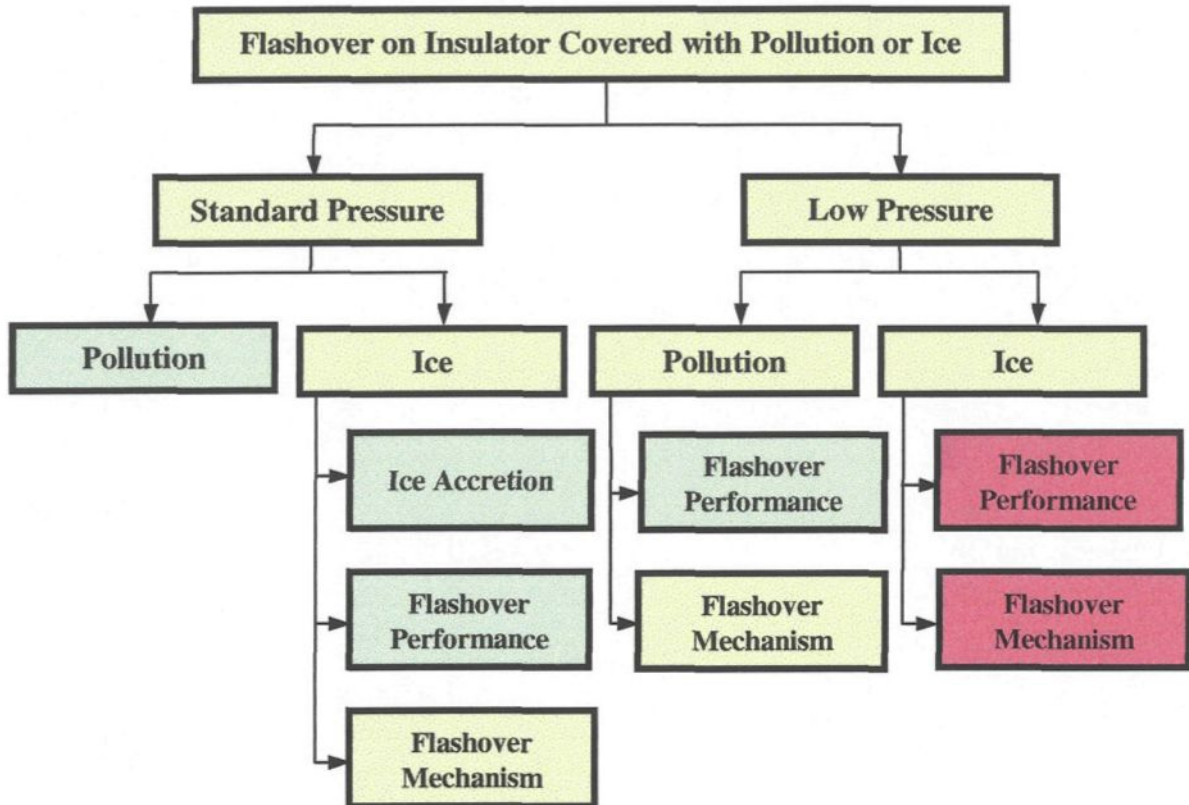 Flashover on Insulator Covered with Pollution or Ice
Standard Pressure
Low Pressure
Pollution
Ice
Pollution
Ice
Ice Accretion
Flashover
Performance
Flashover
Mechanism
Flashover
Performance
Flashover
Mechanism
Flashover
Performance
Flashover
Mechanism